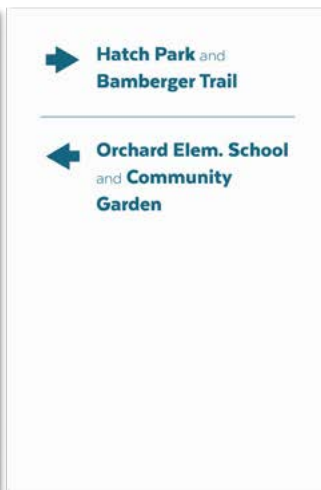 Hatch Park and
Bamberger Trail
Orchard Elem. School
and Community
Garden